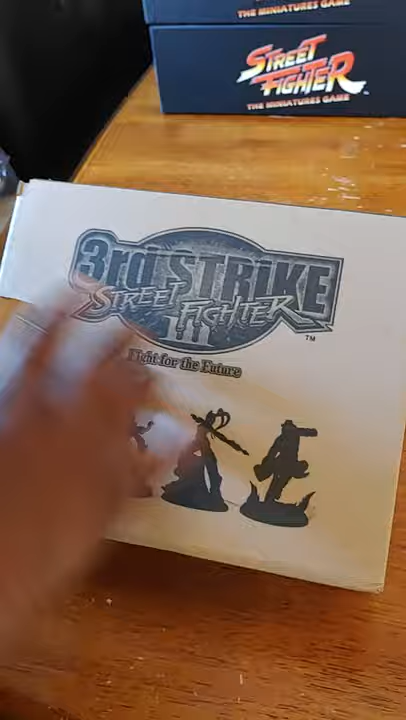 THE MINIATURES GAME
STREET
FIGHTER
THE MINIATURES GAME
3rd STRIKE
STREET FIGHTER
III
TM
Fight for the Future